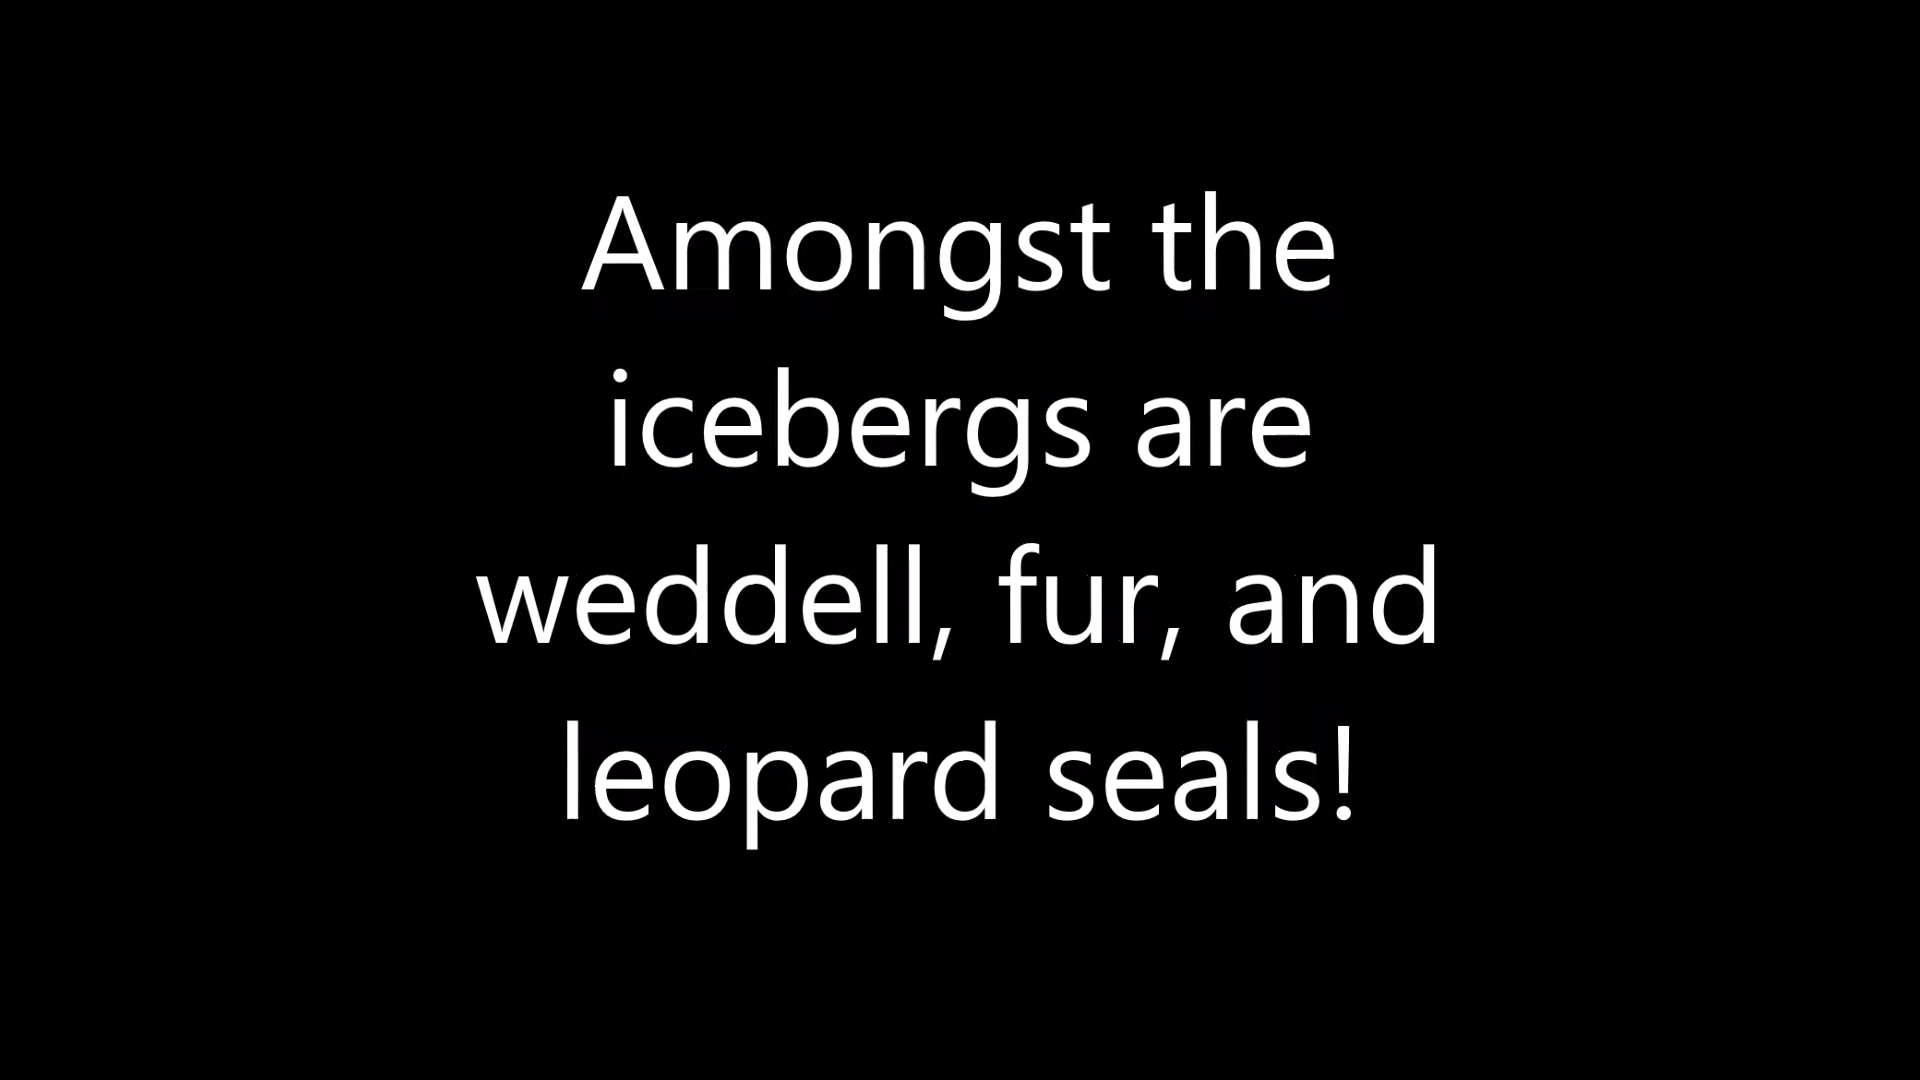 Amongst the
icebergs are
weddell, fur, and
leopard seals!